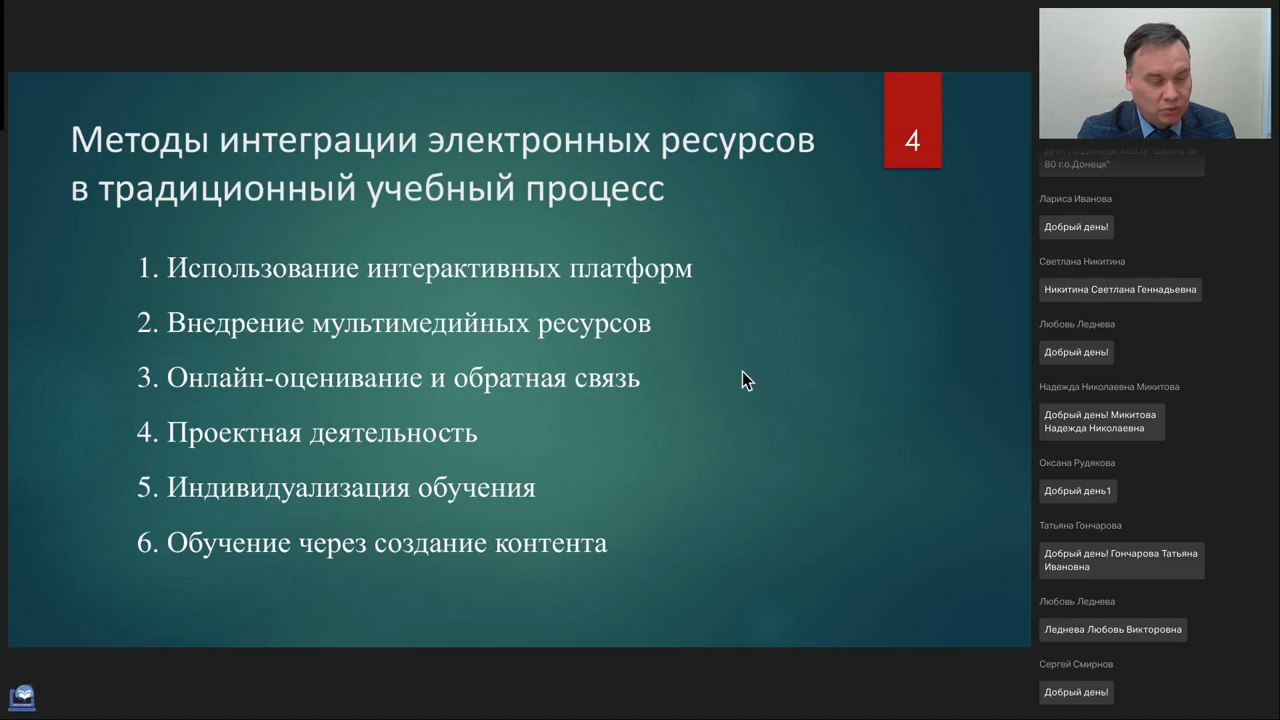 Методы интеграции электронных ресурсов
в традиционный учебный процесс
4
1. Использование интерактивных платформ
2. Внедрение мультимедийных ресурсов
3. Онлайн-оценивание и обратная связь
4. Проектная деятельность
5. Индивидуализация обучения
6. Обучение через создание контента
80 г.о.Донецк"
Лариса Иванова
Добрый день!
Светлана Никитина
Никитина Светлана Геннадьевна
Любовь Леднева
Добрый день!
Надежда Николаевна Микитова
Добрый день! Микитова
Надежда Николаевна
Оксана Рудякова
Добрый день1
Татьяна Гончарова
Добрый день! Гончарова Татьяна
Ивановна
Любовь Леднева
Леднева Любовь Викторовна
Сергей Смирнов
Добрый день!